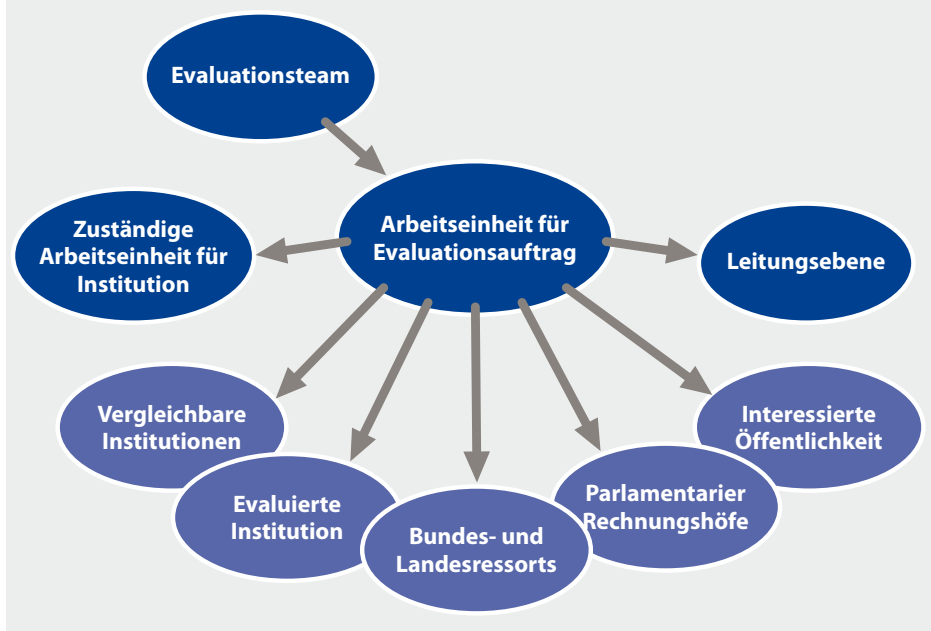 Evaluationsteam
Arbeitseinheit für
Evaluationsauftrag
Zuständige
Arbeitseinheit für
Institution
Leitungsebene
Vergleichbare
Institutionen
Interessierte
Öffentlichkeit
Evaluierte
Institution
Parlamentarier
Rechnungshöfe
Bundes- und
Landesressorts